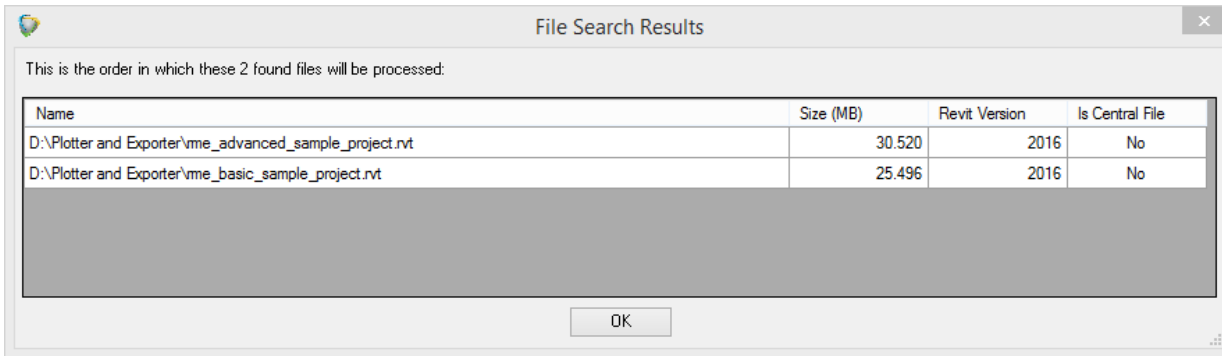 File Search Results
This is the order in which these 2 found files will be processed:
Name Size (MB) Revit Version Is Central File
D:\Plotter and Exporter\rme_advanced_sample_project.rvt 30.520 2016 No
D:\Plotter and Exporter\rme_basic_sample_project.rvt 25.496 2016 No
OK